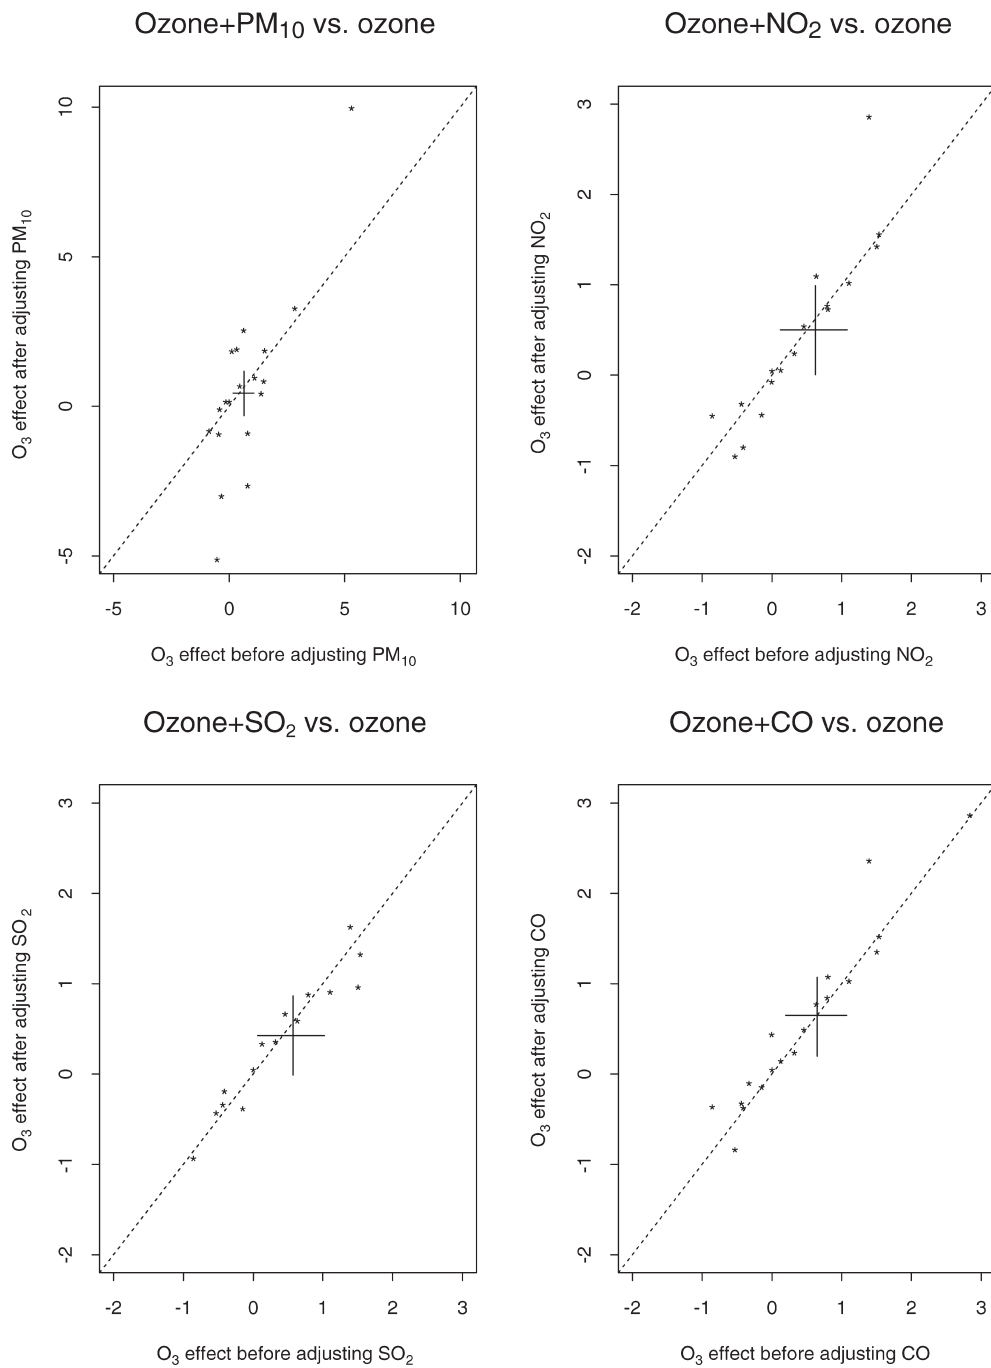 Ozone+PM10 vs. ozone
Ozone+NO2 vs. ozone
O3 effect after adjusting PM10
10
5
0
-5
-5 0 5 10
O3 effect before adjusting PM10
O3 effect after adjusting NO2
3
2
1
0
-1
-2
-2 -1 0 1 2 3
O3 effect before adjusting NO2
Ozone+SO2 vs. ozone
Ozone+CO vs. ozone
O3 effect after adjusting SO2
3
2
1
0
-1
-2
-2 -1 0 1 2 3
O3 effect before adjusting SO2
O3 effect after adjusting CO
3
2
1
0
-1
-2
-2 -1 0 1 2 3
O3 effect before adjusting CO